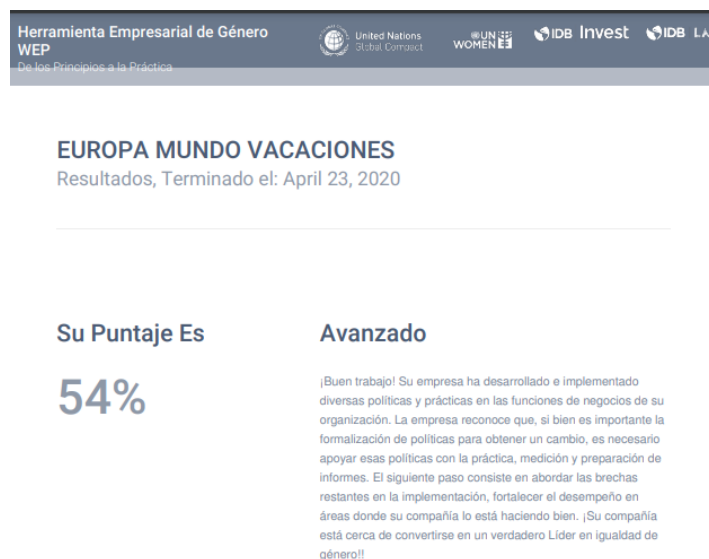 Herramienta Empresarial de Género
WEP
De los Principios a la Práctica
United Nations
Global Compact
UN
WOMEN
IDB Invest
IDB LA
EUROPA MUNDO VACACIONES
Resultados, Terminado el: April 23, 2020
Su Puntaje Es
54%
Avanzado
¡Buen trabajo! Su empresa ha desarrollado e implementado
diversas políticas y prácticas en las funciones de negocios de su
organización. La empresa reconoce que, si bien es importante la
formalización de políticas para obtener un cambio, es necesario
apoyar esas políticas con la práctica, medición y preparación de
informes. El siguiente paso consiste en abordar las brechas
restantes en la implementación, fortalecer el desempeño en
áreas donde su compañía lo está haciendo bien. ¡Su compañía
está cerca de convertirse en un verdadero Líder en igualdad de
género!!